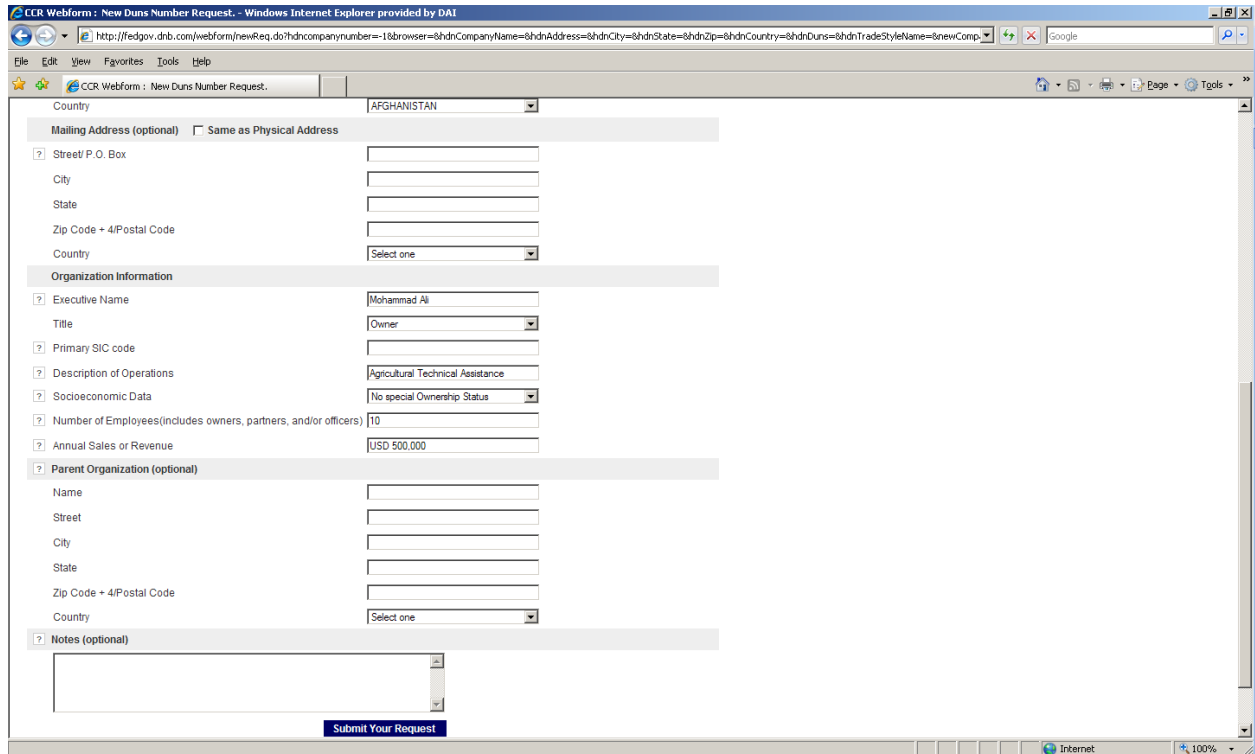 CCR Webform : New Duns Number Request. - Windows Internet Explorer provided by DAI
http://fedgov.dnb.com/webform/newReq.do?hdncompanynumber=-1&browser=&hdnCompanyName=&hdnAddress=&hdnCity=&hdnState=&hdnZip=&hdnCountry=&hdnDuns=&hdnTradeStyleName=&newComp Google
File Edit View Favorites Tools Help
CCR Webform : New Duns Number Request. Page Tools »
Country AFGHANISTAN
Mailing Address (optional) Same as Physical Address
? Street/ P.O. Box
City
State
Zip Code + 4/Postal Code
Country Select one
Organization Information
? Executive Name Mohammad Ali
Title Owner
? Primary SIC code
? Description of Operations Agricultural Technical Assistance
? Socioeconomic Data No special Ownership Status
? Number of Employees(includes owners, partners, and/or officers) 10
? Annual Sales or Revenue USD 500,000
? Parent Organization (optional)
Name
Street
City
State
Zip Code + 4/Postal Code
Country Select one
? Notes (optional)
Submit Your Request
Internet 100%